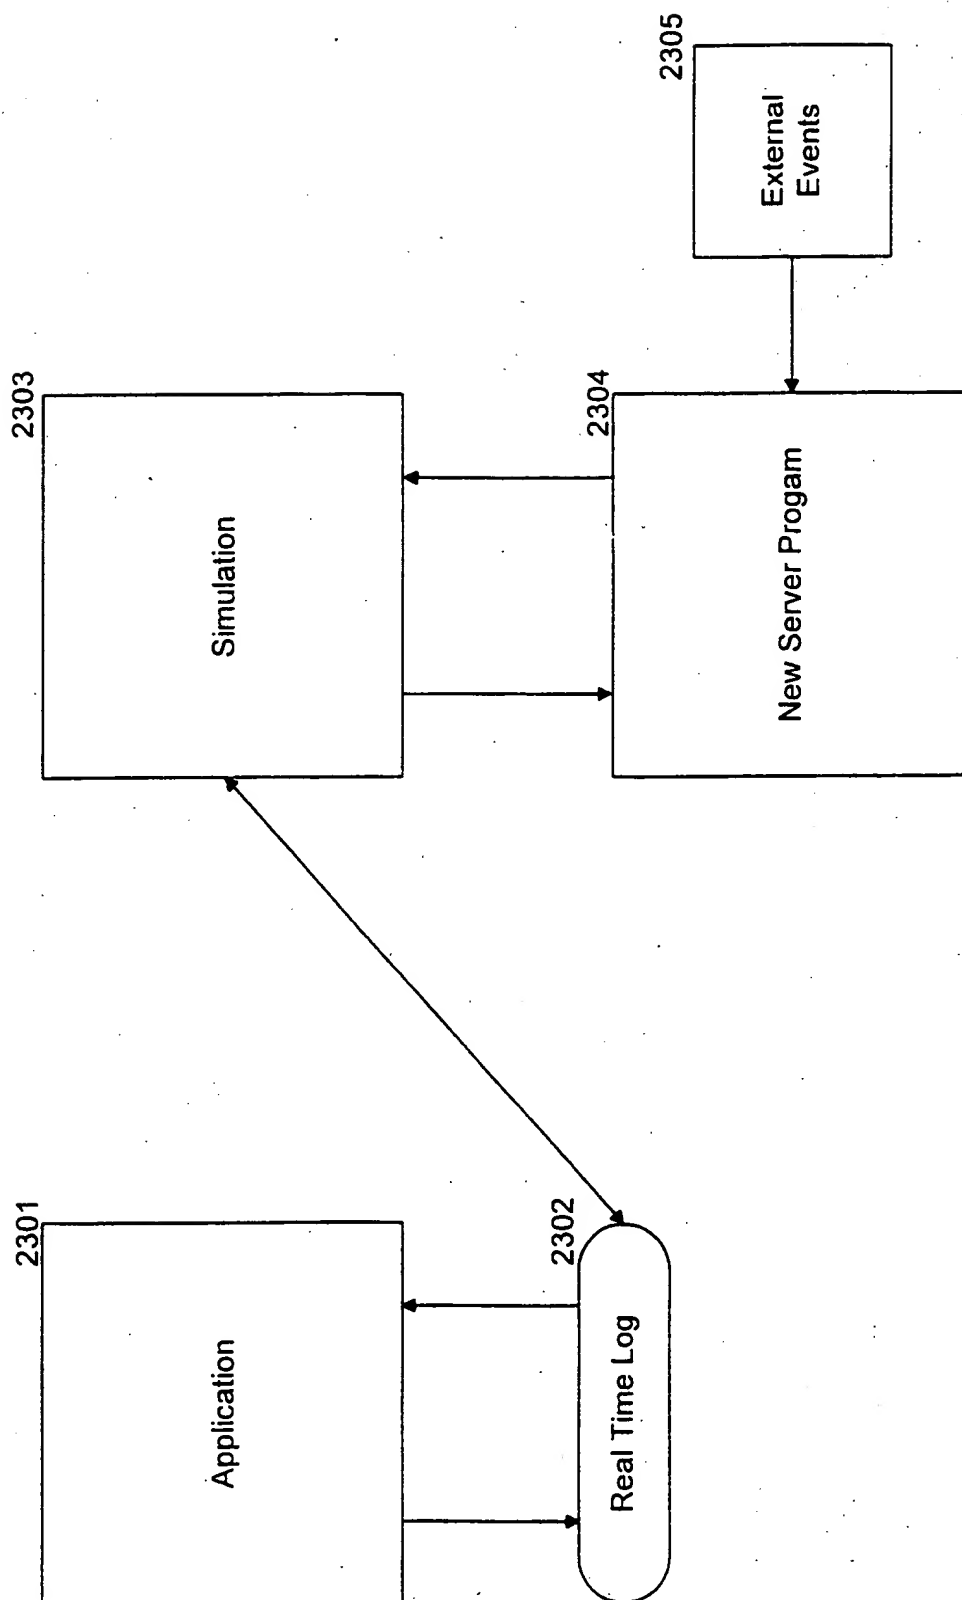 2301
Application
2302
Real Time Log
2303
Simulation
2304
New Server Progam
2305
External
Events